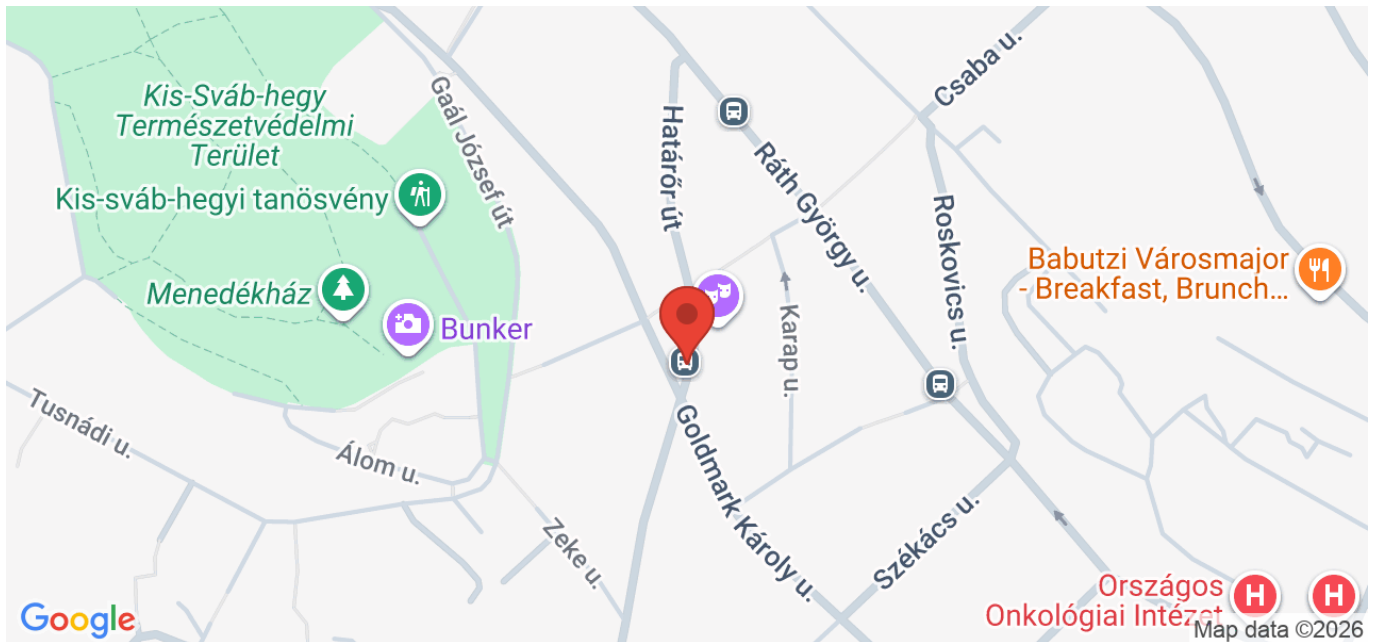 Kis-Sváb-hegy
Természetvédelmi
Terület
Kis-sváb-hegyi tanösvény
Menedékház
Bunker
Gaál József út
Határőr út
Ráth György u.
Csaba u.
Roskovics u.
Karap u.
Babutzi Városmajor
- Breakfast, Brunch...
Tusnádi u.
Álom u.
Zeke u.
Goldmark Károly u.
Székács u.
Országos
Onkológiai Intézet
H
H
Google
Map data ©2026